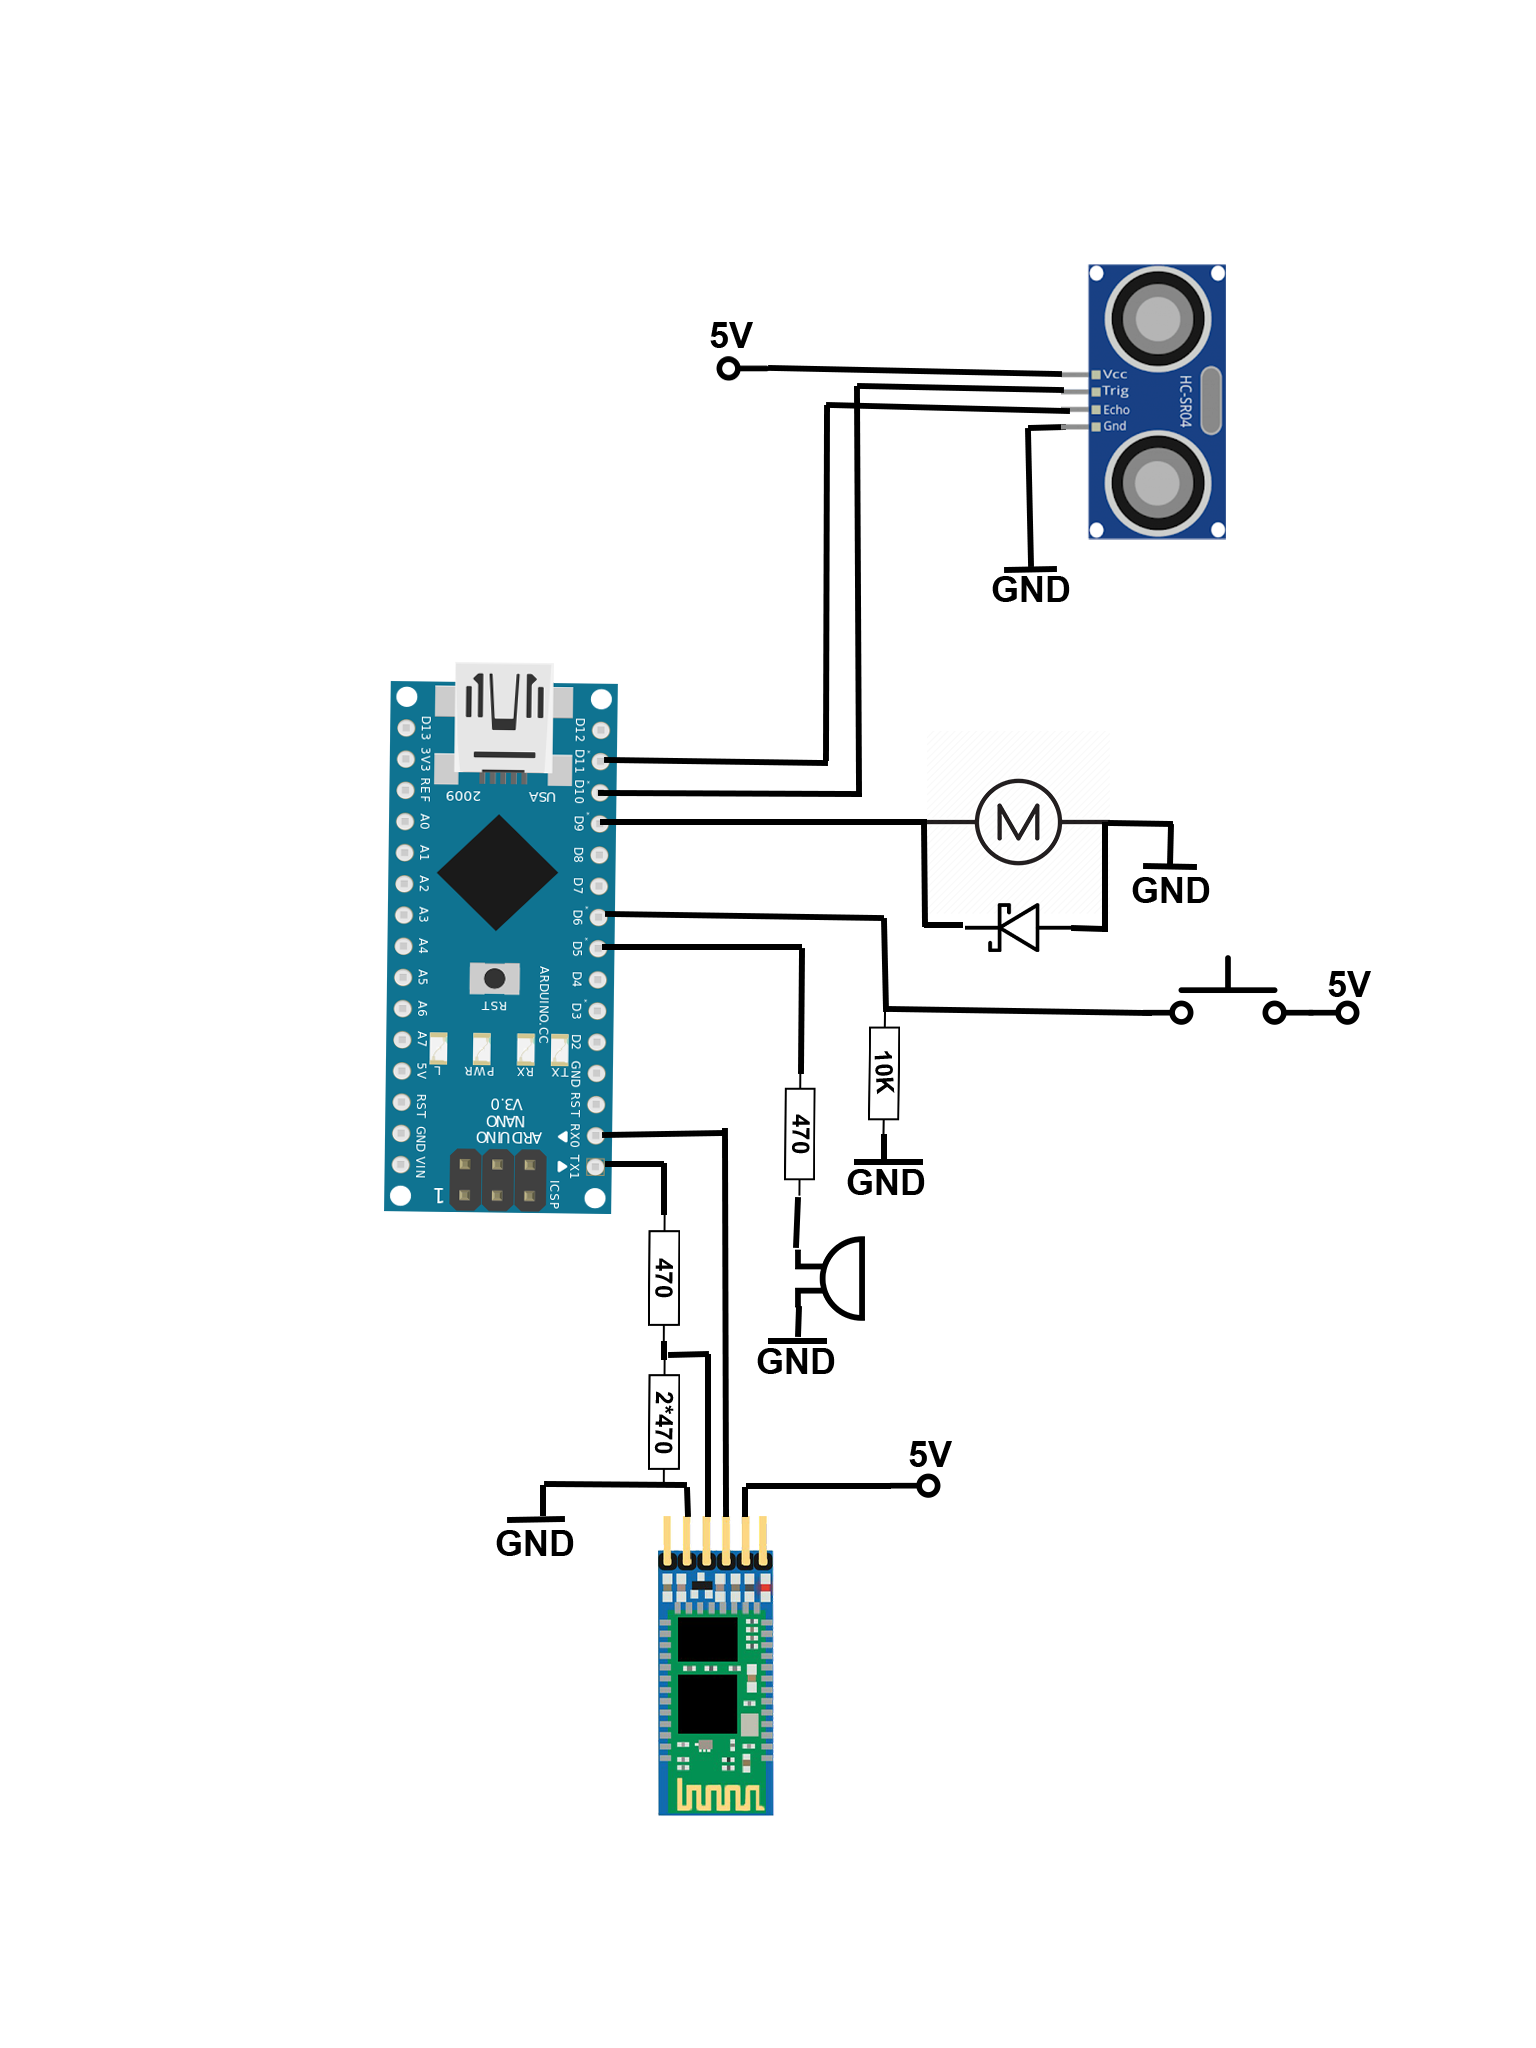 5V
Vcc
Trig
Echo
Gnd
HC-SR04
GND
D13
3V3
REF
A0
A1
A2
A3
A4
A5
A6
A7
5V
RST
GND
VIN
D12
D11
D10
D9
D8
D7
D6
D5
D4
D3
D2
GND
RST
RX0
TX1
2009
USA
RST
ARDUINO.CC
L
PWR
RX
TX
V3.0
NANO
ARDUINO
1
ICSP
M
GND
5V
10K
GND
470
GND
470
2*470
GND
5V